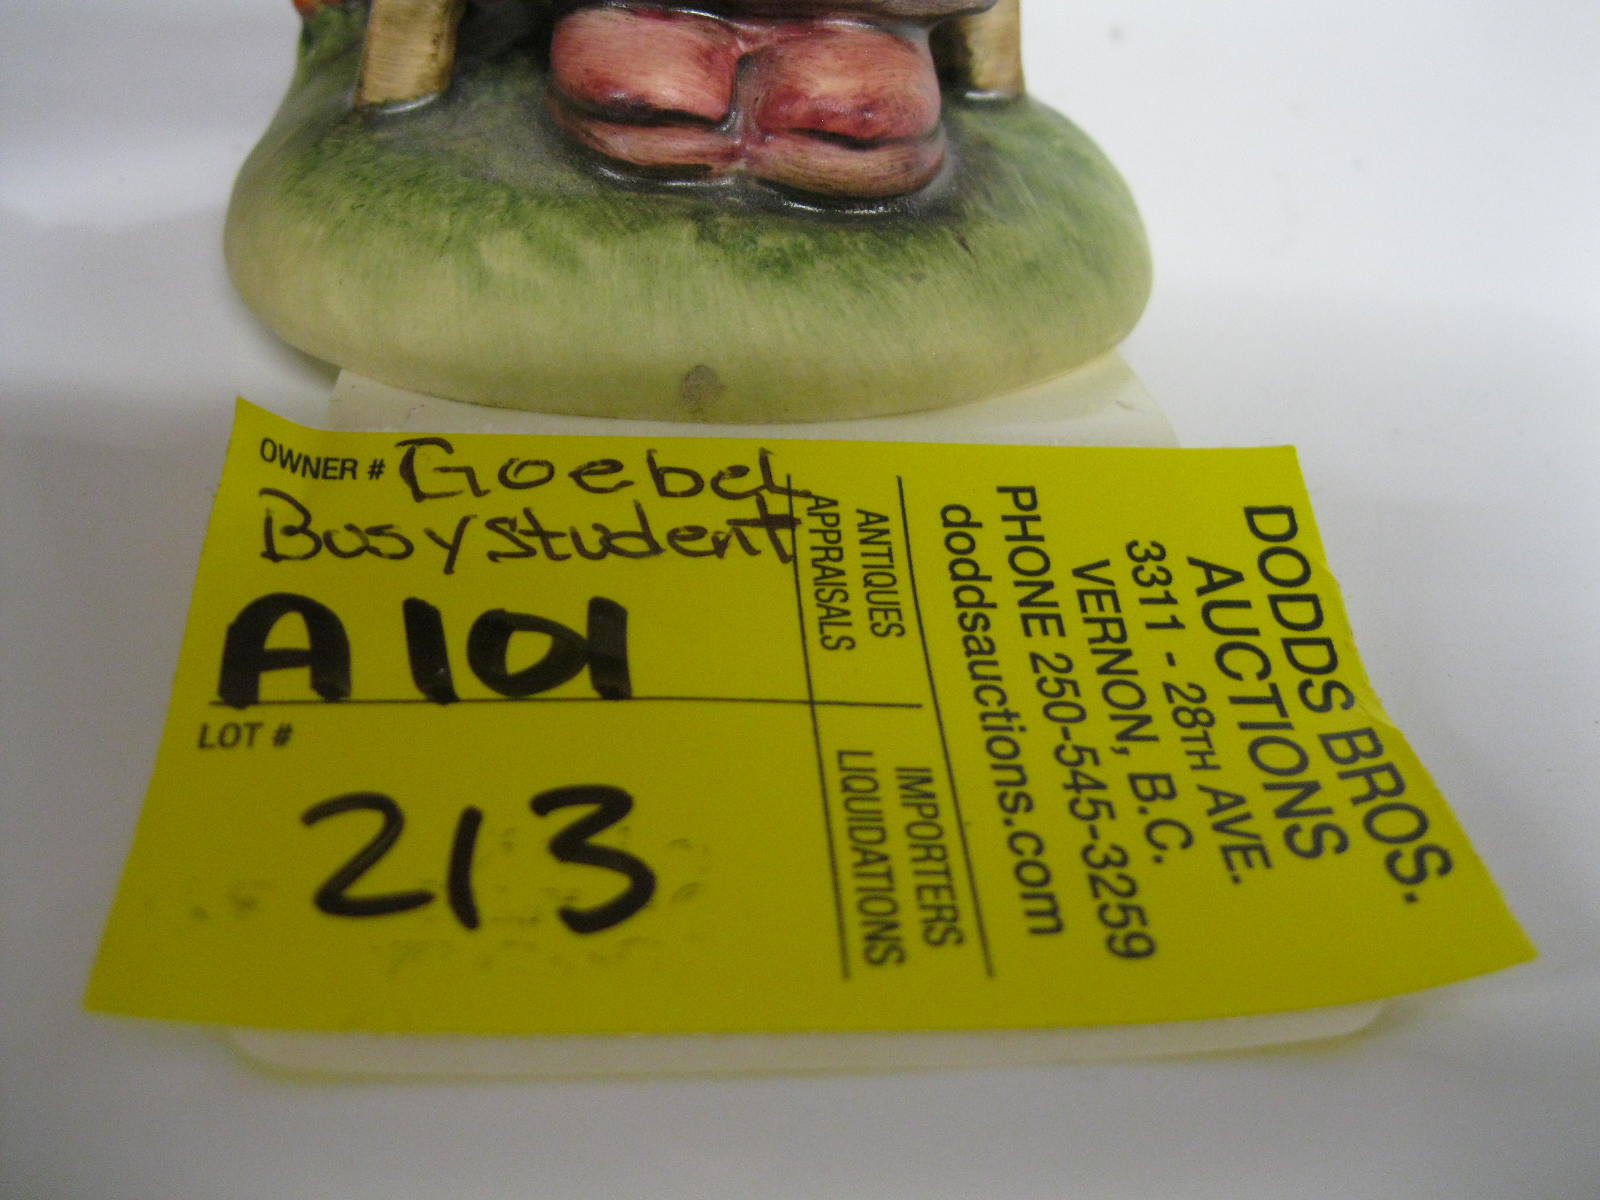 OWNER # Goebel
Busy student
A101
LOT #
213
ANTIQUES
APPRAISALS
IMPORTERS
LIQUIDATIONS
DODDS BROS.
AUCTIONS
3311 - 28TH AVE.
VERNON, B.C.
PHONE 250-545-3259
doddsauctions.com